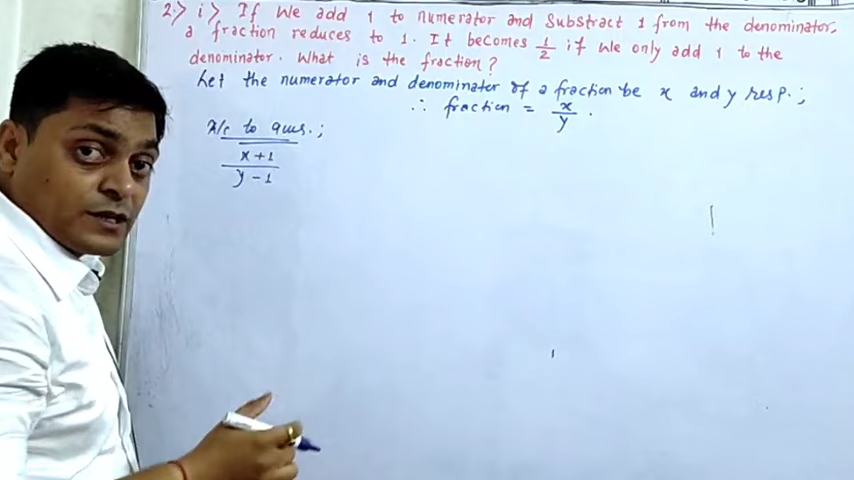 2.> i> If we add 1 to numerator and substract 1 from the denominator,
a fraction reduces to 1. It becomes 1/2 if we only add 1 to the
denominator. What is the fraction?
Let the numerator and denominator of a fraction be x and y resp.;
∴ fraction = x/y.
A/c to ques.;
x+1
y-1